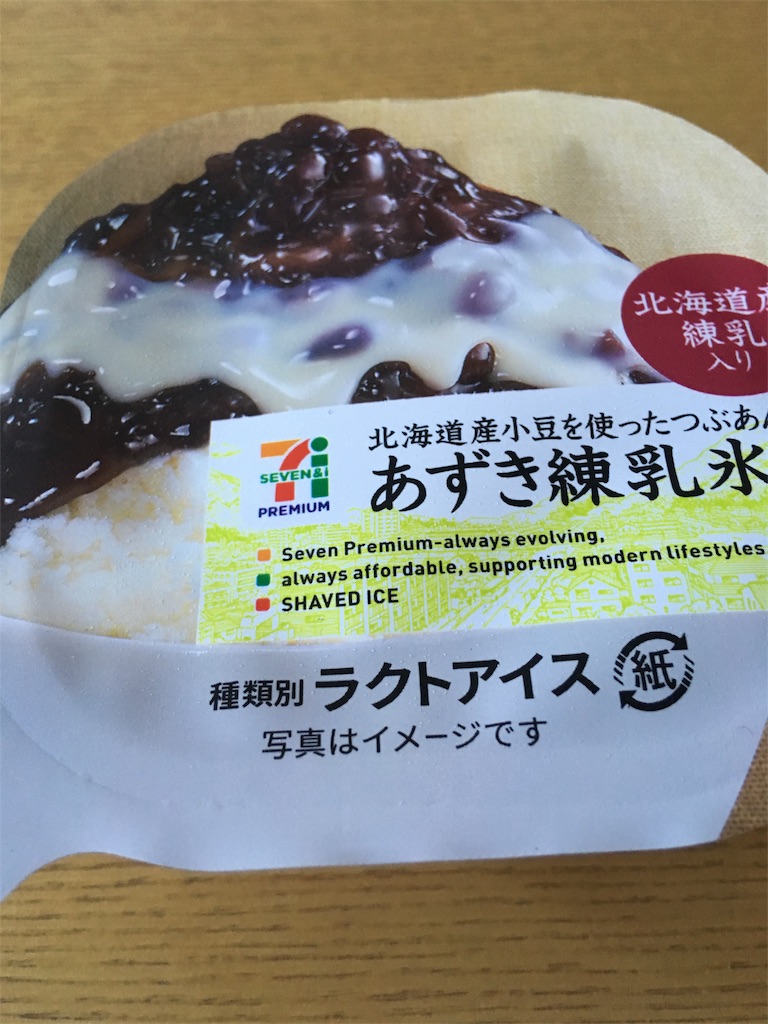 北海道産
練乳
入り
北海道産小豆を使ったつぶあん
あずき練乳氷
7i
SEVEN&i
PREMIUM
Seven Premium-always evolving,
always affordable, supporting modern lifestyles.
SHAVED ICE
種類別 ラクトアイス 紙
写真はイメージです